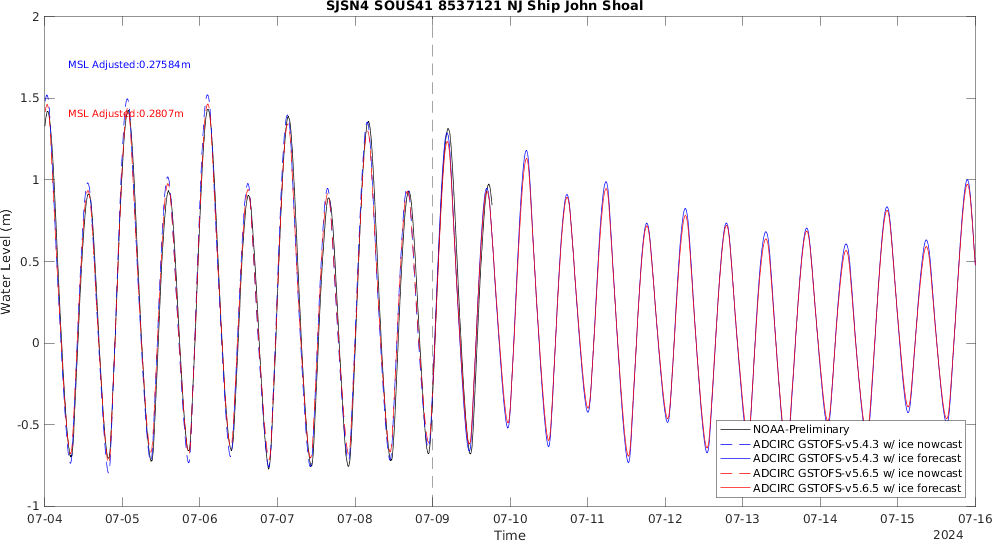 SJSN4 SOUS41 8537121 NJ Ship John Shoal
2
1.5
1
0.5
0
-0.5
-1
Water Level (m)
MSL Adjusted:0.27584m
MSL Adjusted:0.2807m
NOAA-Preliminary
ADCIRC GSTOFS-v5.4.3 w/ ice nowcast
ADCIRC GSTOFS-v5.4.3 w/ ice forecast
ADCIRC GSTOFS-v5.6.5 w/ ice nowcast
ADCIRC GSTOFS-v5.6.5 w/ ice forecast
07-04 07-05 07-06 07-07 07-08 07-09 07-10 07-11 07-12 07-13 07-14 07-15 07-16
Time
2024